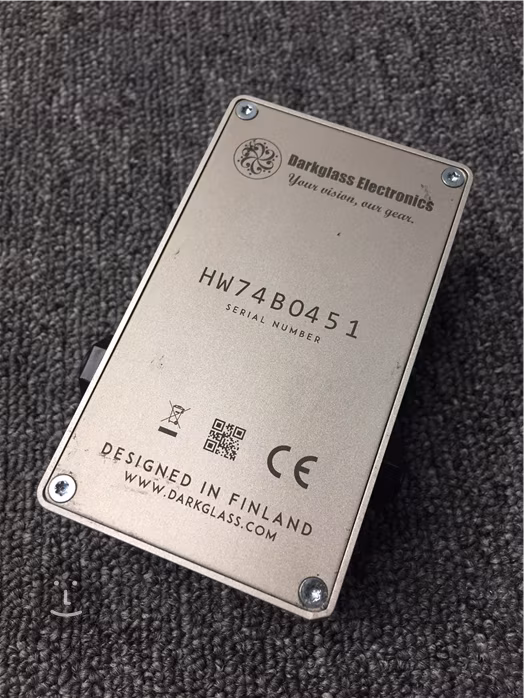 Darkglass Electronics
Your vision, our gear.
HW74B0451
SERIAL NUMBER
CE
DESIGNED IN FINLAND
WWW.DARKGLASS.COM